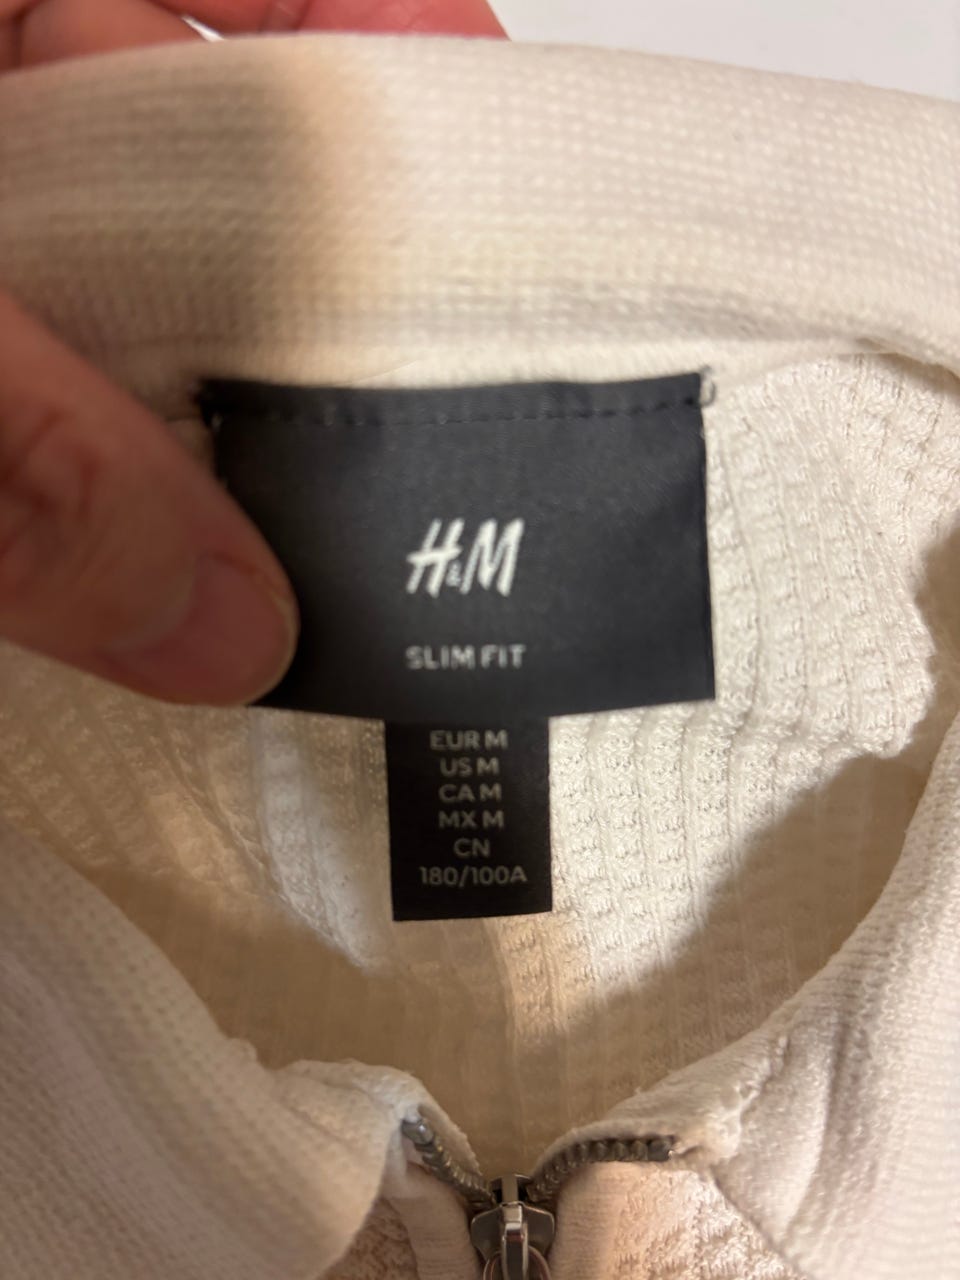 H&M
SLIM FIT
EUR M
US M
CA M
MX M
CN
180/100A